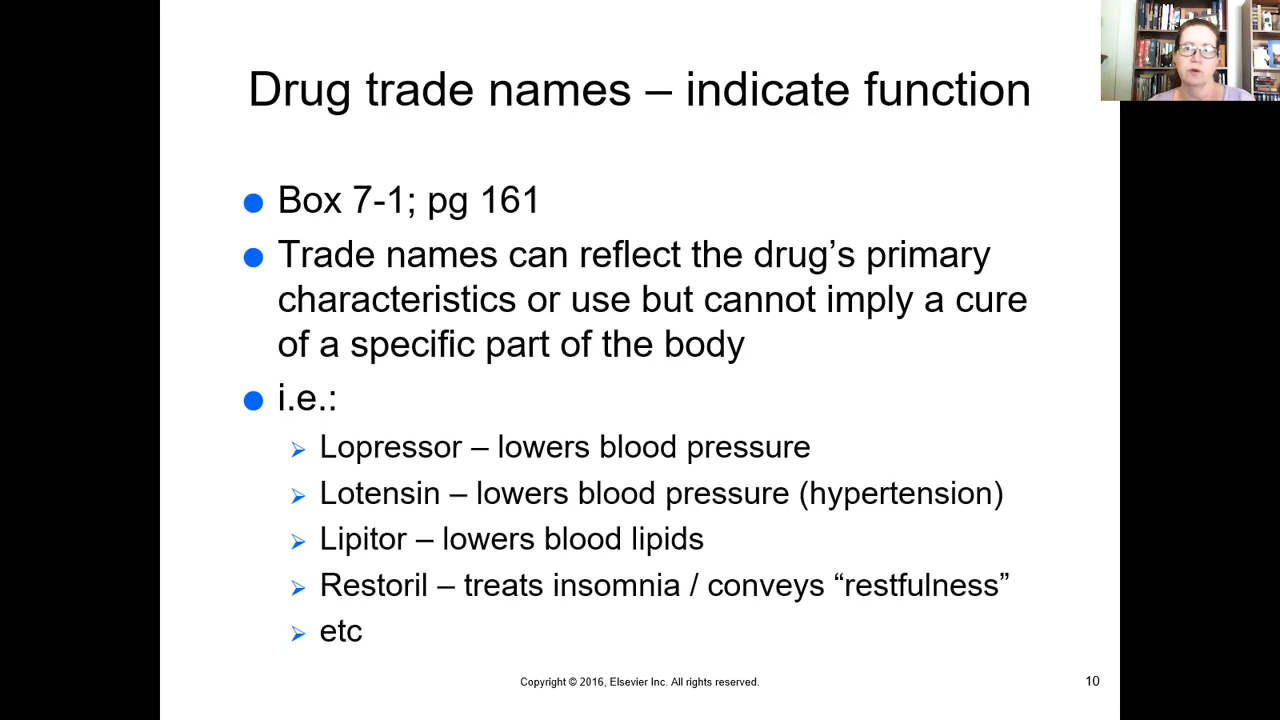 Drug trade names – indicate function
Box 7-1; pg 161
Trade names can reflect the drug’s primary
characteristics or use but cannot imply a cure
of a specific part of the body
i.e.:
Lopressor – lowers blood pressure
Lotensin – lowers blood pressure (hypertension)
Lipitor – lowers blood lipids
Restoril – treats insomnia / conveys “restfulness”
etc
Copyright © 2016, Elsevier Inc. All rights reserved.
10